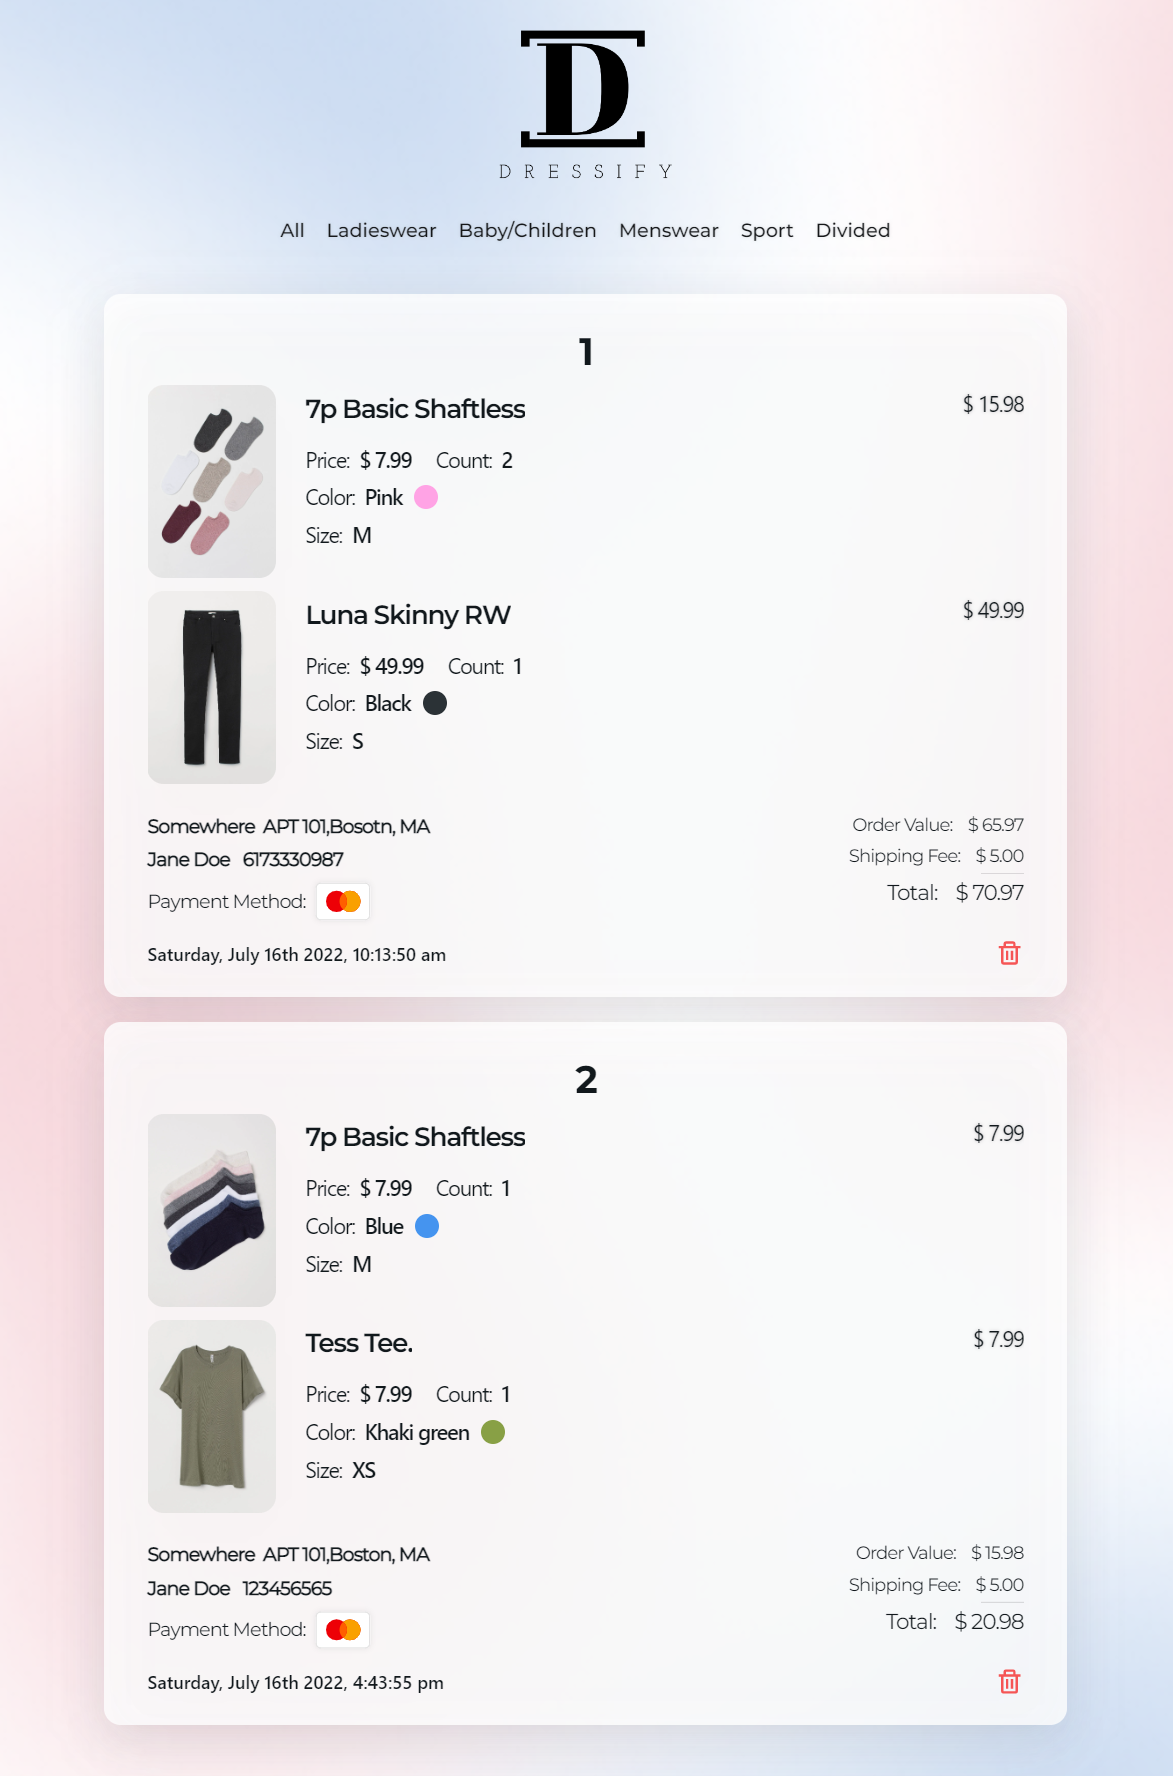 D
DRESSIFY
All Ladieswear Baby/Children Menswear Sport Divided
1
7p Basic Shaftless
$ 15.98
Price: $ 7.99 Count: 2
Color: Pink
Size: M
Luna Skinny RW
$ 49.99
Price: $ 49.99 Count: 1
Color: Black
Size: S
Somewhere APT 101,Bosotn, MA
Jane Doe 6173330987
Payment Method:
Order Value: $ 65.97
Shipping Fee: $ 5.00
Total: $ 70.97
Saturday, July 16th 2022, 10:13:50 am
2
7p Basic Shaftless
$ 7.99
Price: $ 7.99 Count: 1
Color: Blue
Size: M
Tess Tee.
$ 7.99
Price: $ 7.99 Count: 1
Color: Khaki green
Size: XS
Somewhere APT 101,Boston, MA
Jane Doe 123456565
Payment Method:
Order Value: $ 15.98
Shipping Fee: $ 5.00
Total: $ 20.98
Saturday, July 16th 2022, 4:43:55 pm